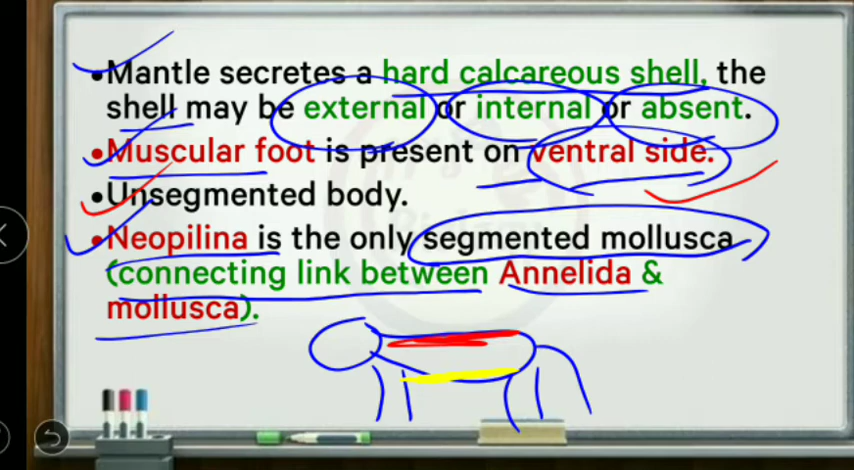 •Mantle secretes a hard calcareous shell, the
shell may be external or internal or absent.
•Muscular foot is present on ventral side.
•Unsegmented body.
•Neopilina is the only segmented mollusca
(connecting link between Annelida &
mollusca).